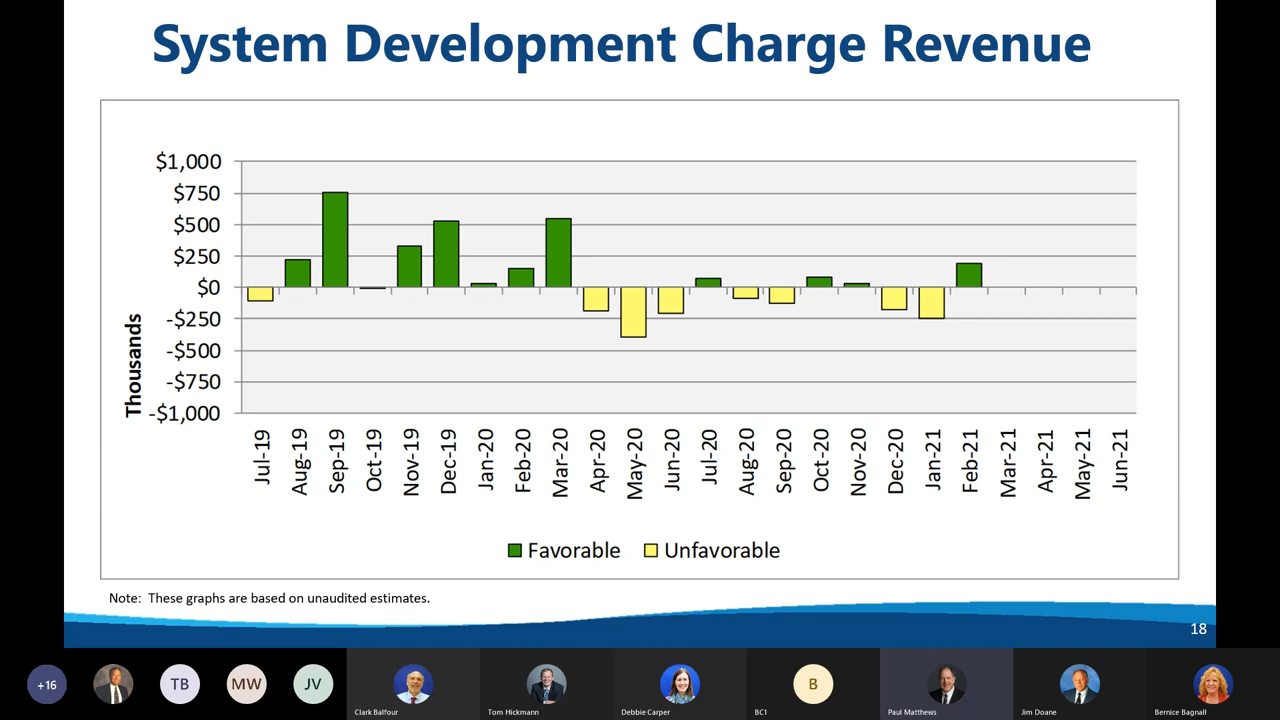 System Development Charge Revenue
$1,000
$750
$500
$250
$0
-$250
-$500
-$750
-$1,000
Thousands
Jul-19
Aug-19
Sep-19
Oct-19
Nov-19
Dec-19
Jan-20
Feb-20
Mar-20
Apr-20
May-20
Jun-20
Jul-20
Aug-20
Sep-20
Oct-20
Nov-20
Dec-20
Jan-21
Feb-21
Mar-21
Apr-21
May-21
Jun-21
Favorable Unfavorable
Note: These graphs are based on unaudited estimates.
18
+16 TB MW JV B
Clark Balfour Tom Hickmann Debbie Carper BC1 Paul Matthews Jim Doane Bernice Bagnall